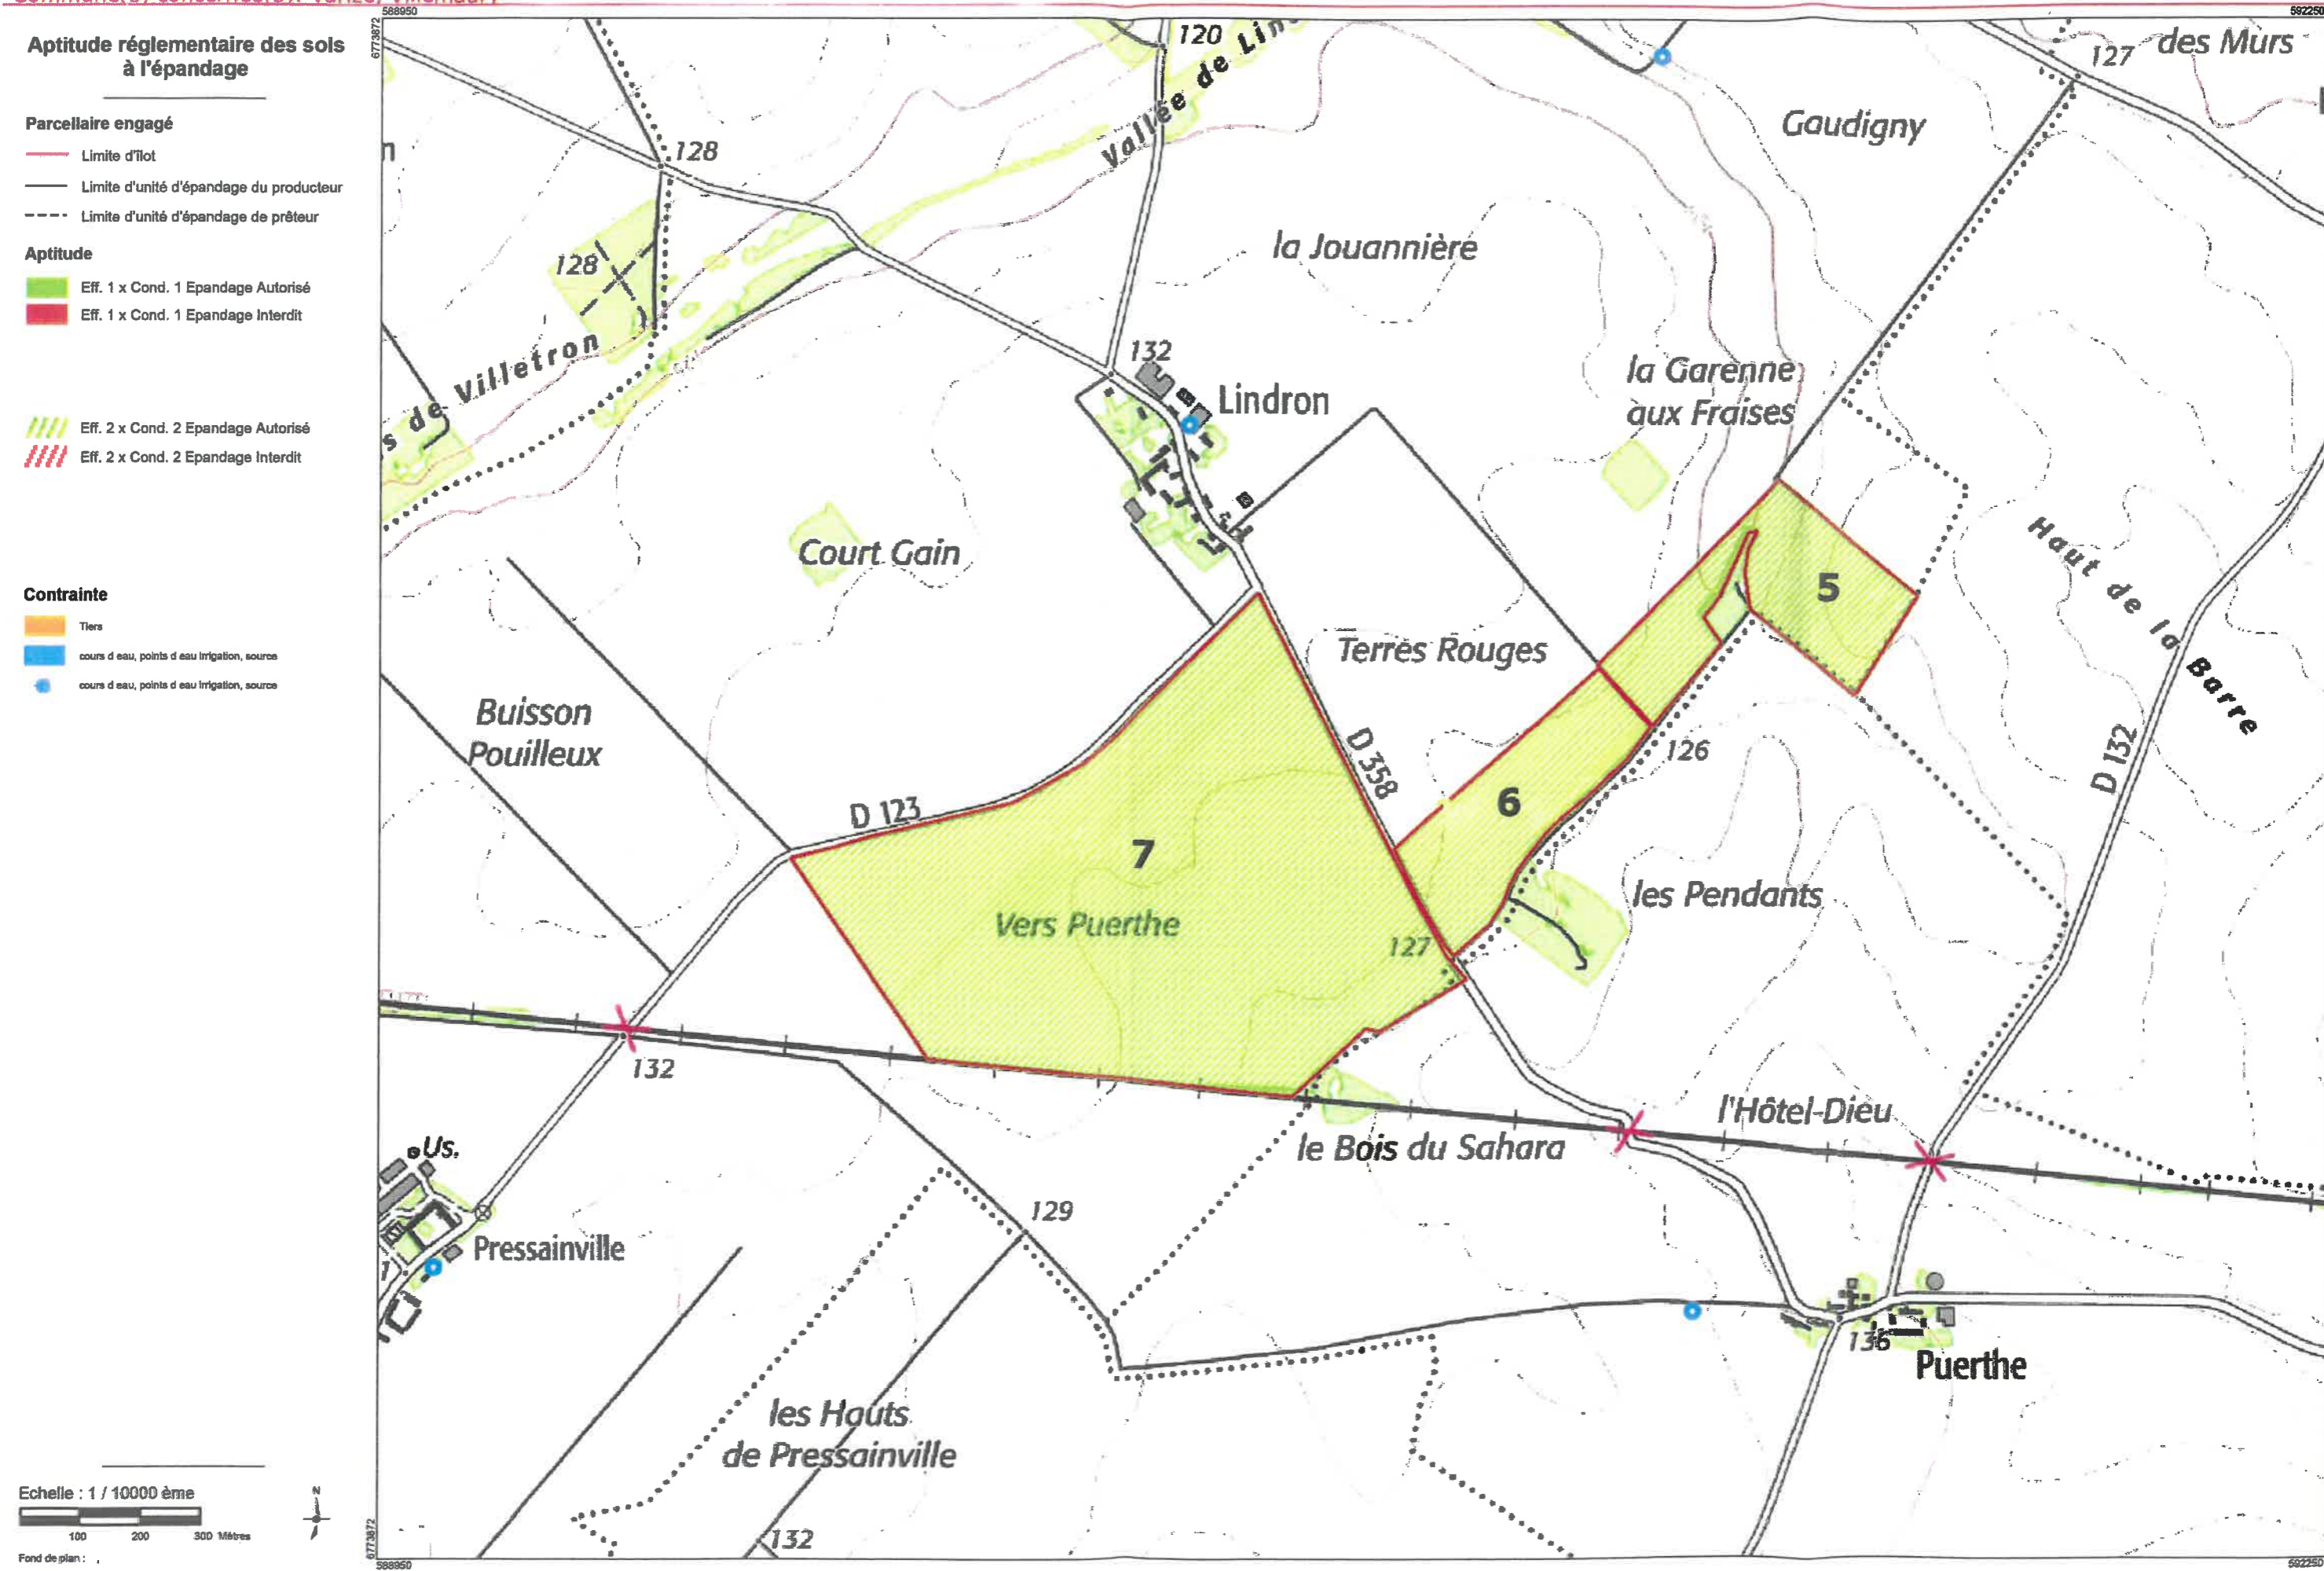 Aptitude réglementaire des sols
à l'épandage
Parcellaire engagé
Limite d'îlot
Limite d'unité d'épandage du producteur
Limite d'unité d'épandage de prêteur
Aptitude
Eff. 1 x Cond. 1 Epandage Autorisé
Eff. 1 x Cond. 1 Epandage Interdit
Eff. 2 x Cond. 2 Epandage Autorisé
Eff. 2 x Cond. 2 Epandage Interdit
Contrainte
Tiers
cours d eau, points d eau irrigation, source
cours d eau, points d eau irrigation, source
Echelle : 1 / 10000 ème
100 200 300 Mètres
Fond de plan :
N
588950
592250
6773872
120
Vallée de Lin
127
des Murs
Gaudigny
n
128
128
la Jouannière
s de Villetron
132
Lindron
la Garenne
aux Fraises
Court Gain
5
Haut de la Barre
Terres Rouges
Buisson
Pouilleux
D 358
126
D 132
D 123
6
7
les Pendants
Vers Puerthe
127
132
l'Hôtel-Dieu
le Bois du Sahara
Us.
129
Pressainville
136
Puerthe
les Hauts
de Pressainville
132
6773872
588950
592250